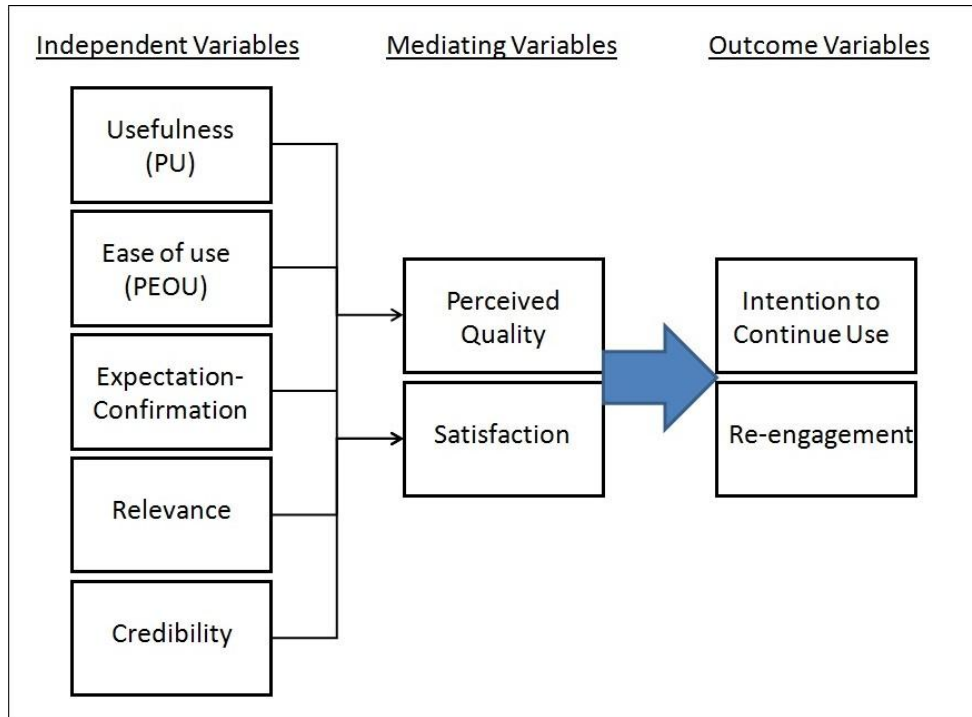 Independent Variables
Mediating Variables
Outcome Variables
Usefulness
(PU)
Ease of use
(PEOU)
Expectation-
Confirmation
Relevance
Credibility
Perceived
Quality
Satisfaction
Intention to
Continue Use
Re-engagement